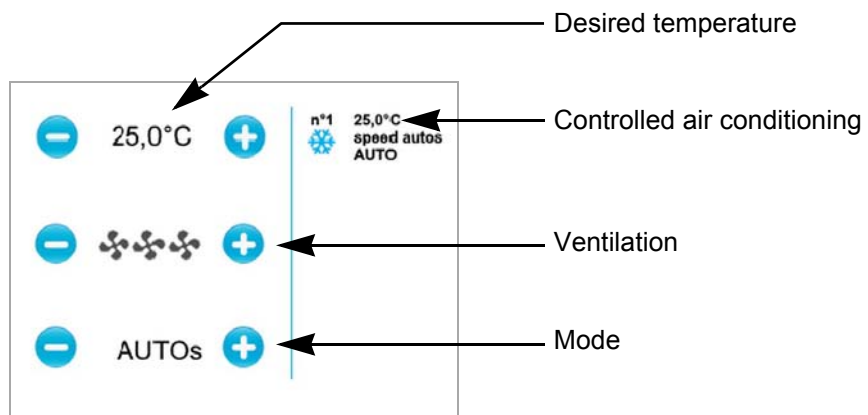 Desired temperature
25,0°C
n°1 25,0°C
speed autos
AUTO
Controlled air conditioning
Ventilation
AUTOs
Mode